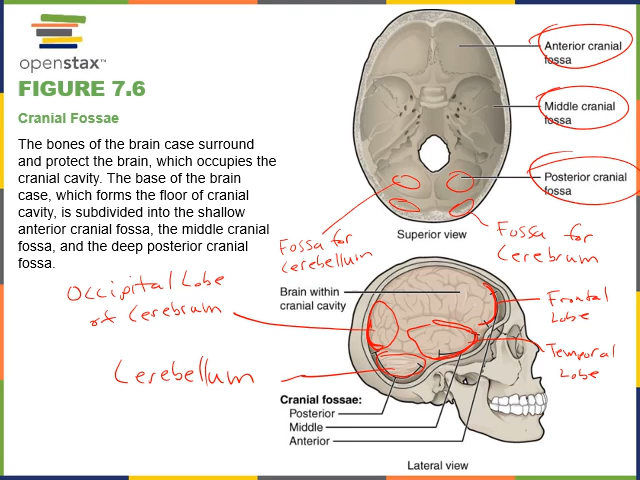 openstax™
FIGURE 7.6
Cranial Fossae
The bones of the brain case surround
and protect the brain, which occupies the
cranial cavity. The base of the brain
case, which forms the floor of cranial
cavity, is subdivided into the shallow
anterior cranial fossa, the middle cranial
fossa, and the deep posterior cranial
fossa.
Anterior cranial
fossa
Middle cranial
fossa
Posterior cranial
fossa
Superior view
Fossa for
Cerebellum
Fossa for
Cerebrum
Occipital Lobe
of Cerebrum
Cerebellum
Brain within
cranial cavity
Frontal
Lobe
Temporal
Lobe
Cranial fossae:
Posterior
Middle
Anterior
Lateral view